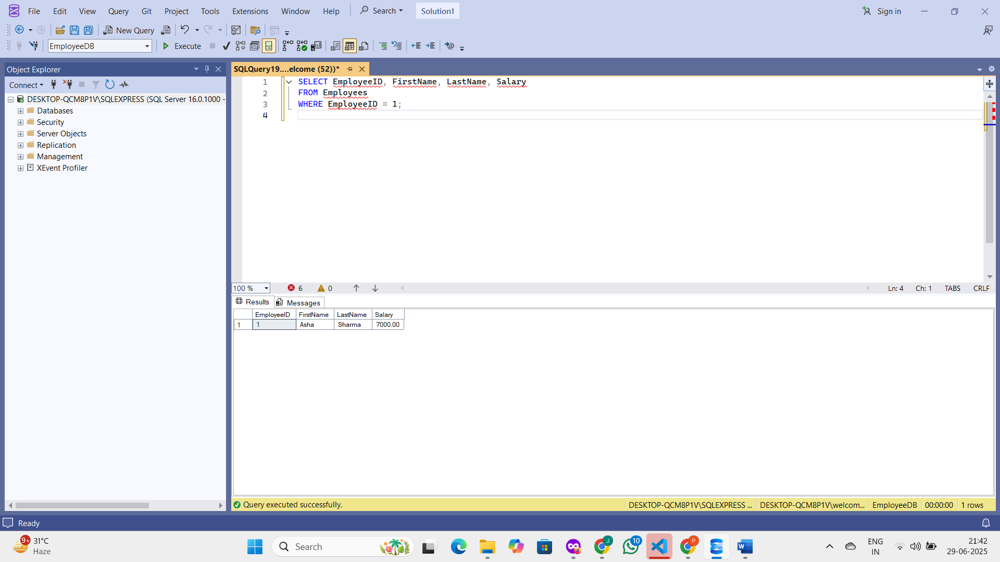 File Edit View Query Git Project Tools Extensions Window Help Search Solution1 Sign in
New Query
EmployeeDB Execute
Object Explorer
Connect
DESKTOP-QCM8P1V\SQLEXPRESS (SQL Server 16.0.1000 -
Databases
Security
Server Objects
Replication
Management
XEvent Profiler
SQLQuery19....elcome (52))*
1 SELECT EmployeeID, FirstName, LastName, Salary
2 FROM Employees
3 WHERE EmployeeID = 1;
4
100 % 6 0 Ln: 4 Ch: 1 TABS CRLF
Results Messages
EmployeeID FirstName LastName Salary
1 1 Asha Sharma 7000.00
Query executed successfully. DESKTOP-QCM8P1V\SQLEXPRESS ... DESKTOP-QCM8P1V\welcom... EmployeeDB 00:00:00 1 rows
Ready
9+ 31°C
Haze
Search
J
10
P
ENG
IN
21:42
29-06-2025